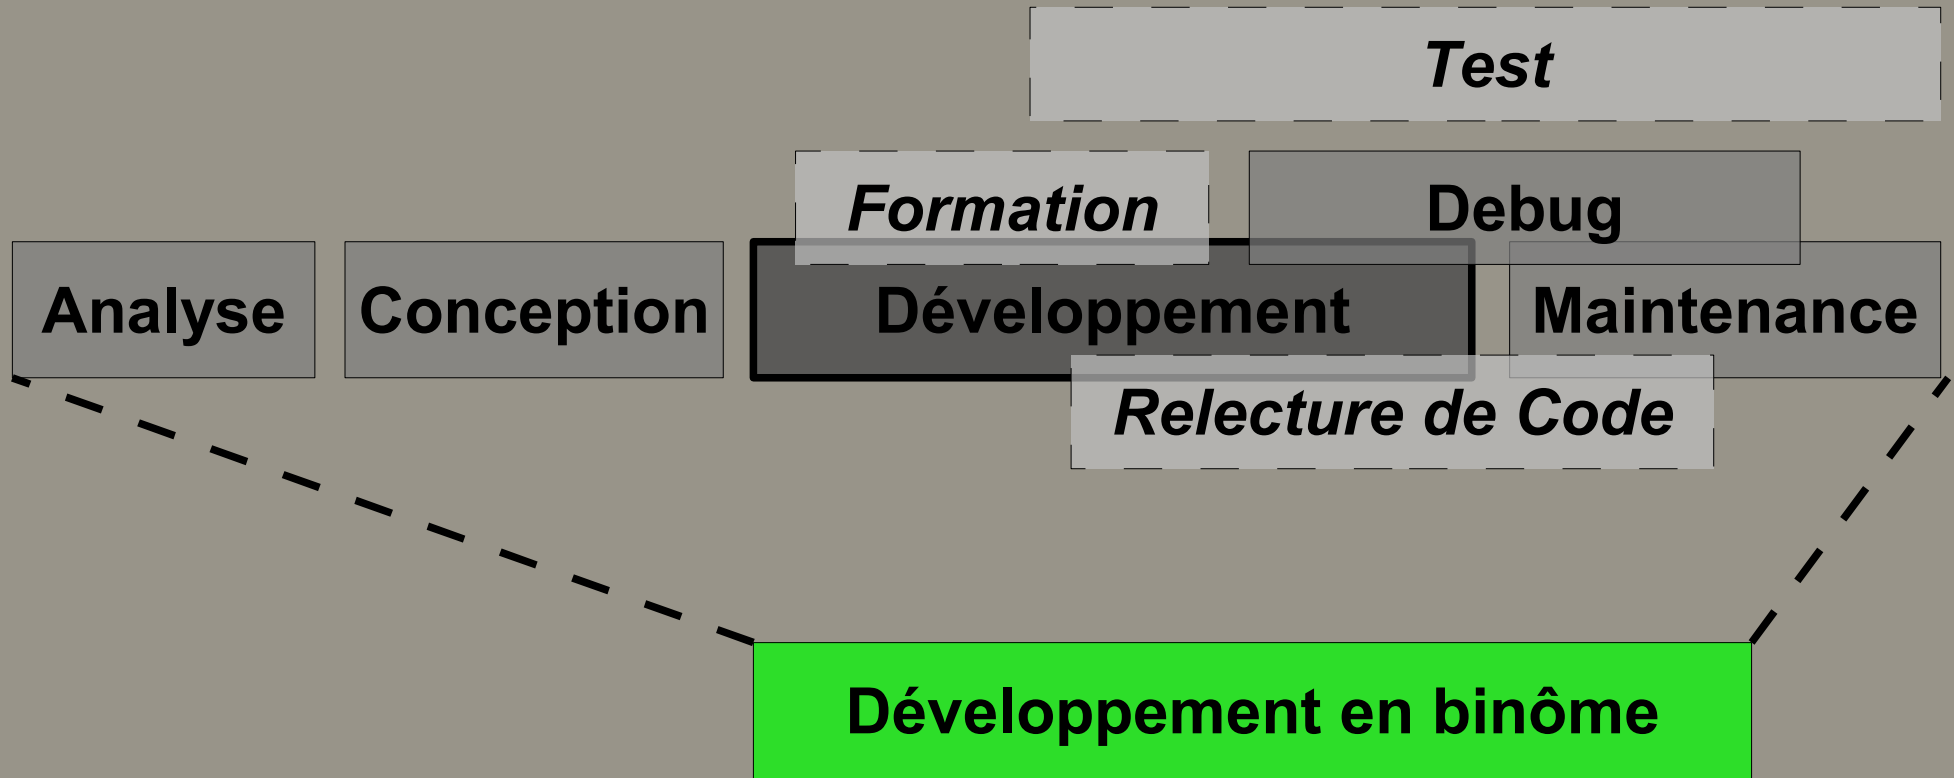 Test
Formation
Debug
Analyse
Conception
Développement
Maintenance
Relecture de Code
Développement en binôme